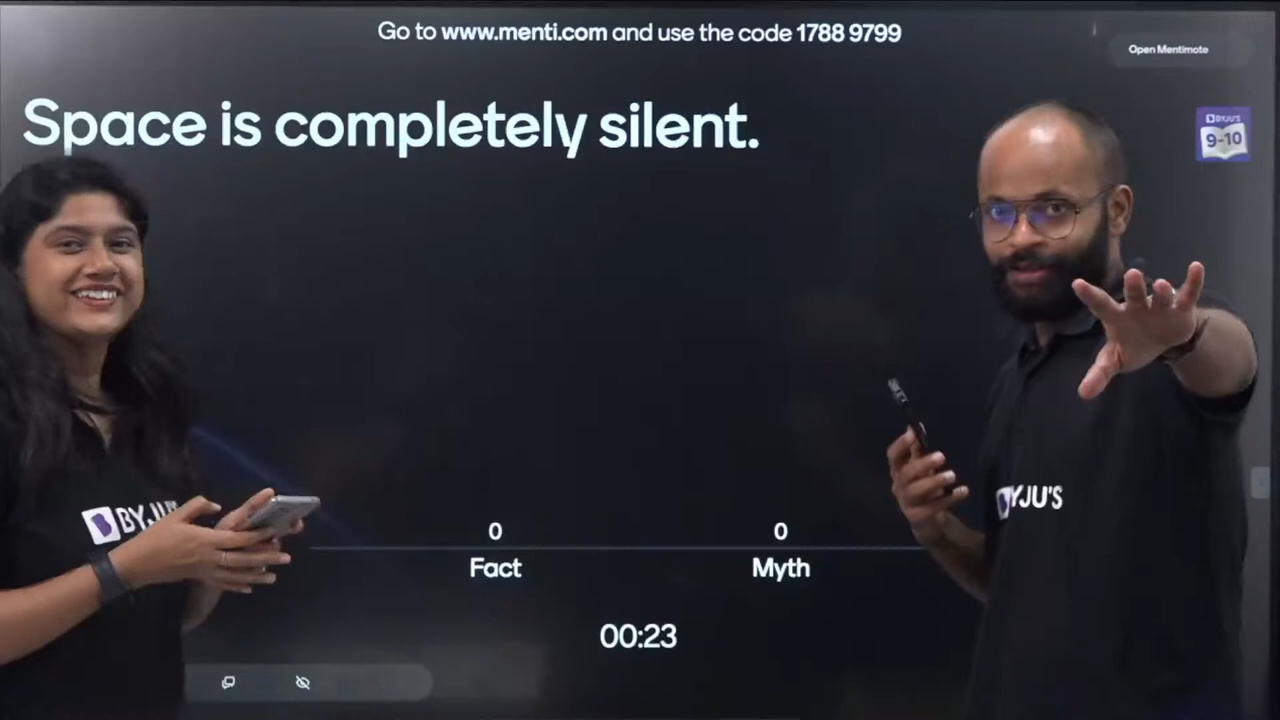 Go to www.menti.com and use the code 1788 9799
Open Mentimote
Space is completely silent.
BYJU'S
9-10
0
0
Fact
Myth
00:23
BYJU
YJU'S